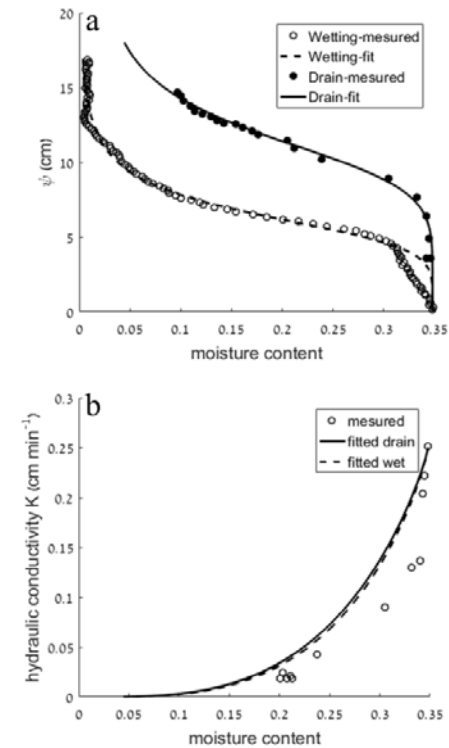 a
20
15
10
5
0
ψ (cm)
Wetting-mesured
Wetting-fit
Drain-mesured
Drain-fit
0 0.05 0.1 0.15 0.2 0.25 0.3 0.35
moisture content
b
0.3
0.25
0.2
0.15
0.1
0.05
0
hydraulic conductivity K (cm min⁻¹)
mesured
fitted drain
fitted wet
0 0.05 0.1 0.15 0.2 0.25 0.3 0.35
moisture content